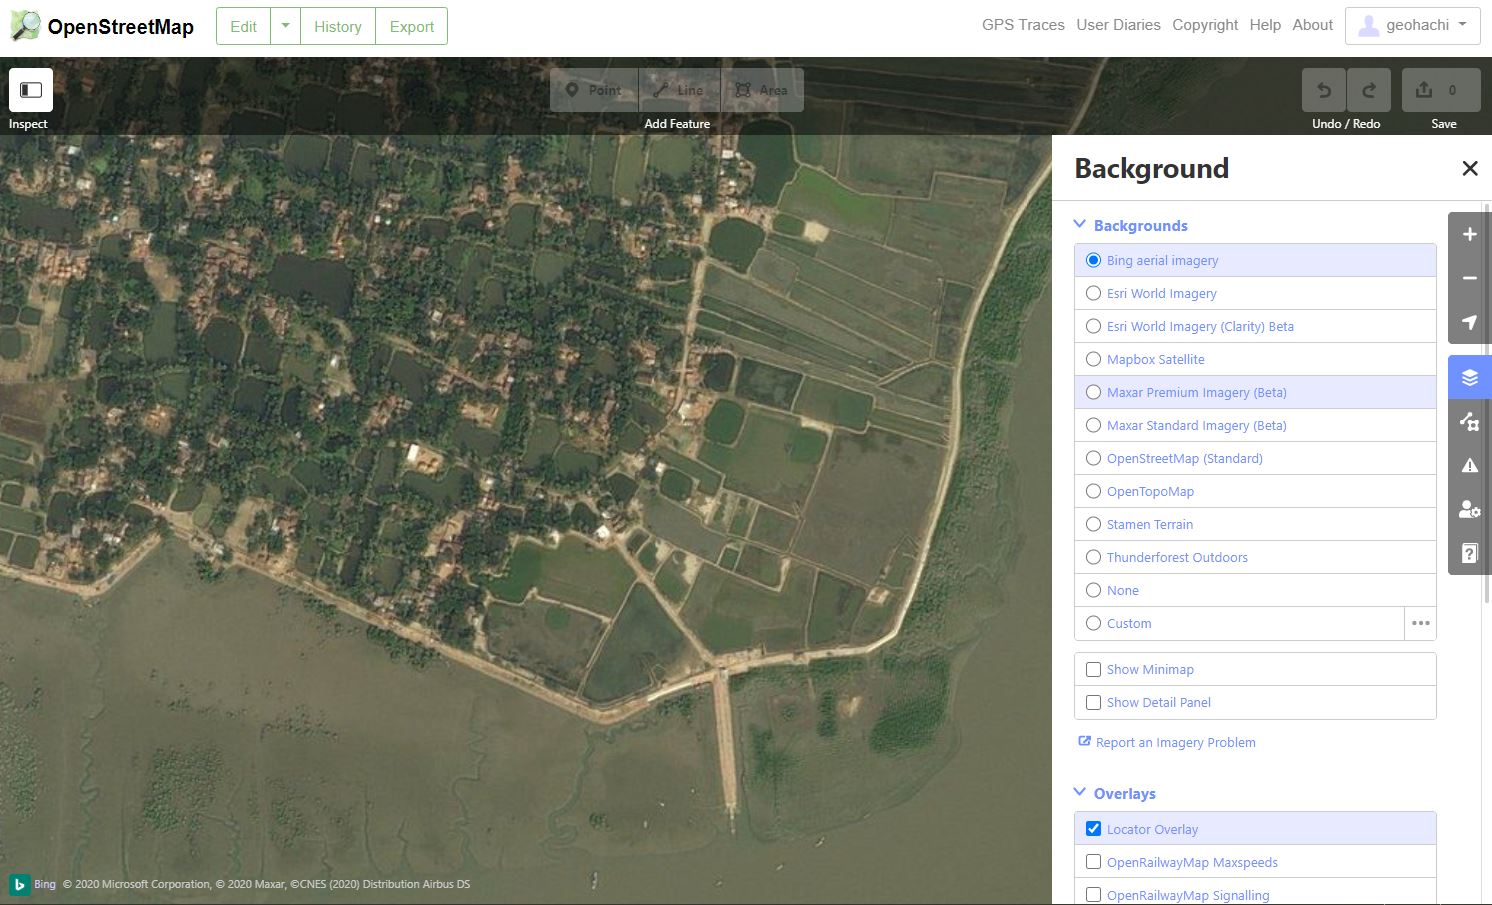 OpenStreetMap
Edit
History
Export
GPS Traces
User Diaries
Copyright
Help
About
geohachi
Inspect
Point
Line
Area
Add Feature
Undo / Redo
0
Save
Background
Backgrounds
Bing aerial imagery
Esri World Imagery
Esri World Imagery (Clarity) Beta
Mapbox Satellite
Maxar Premium Imagery (Beta)
Maxar Standard Imagery (Beta)
OpenStreetMap (Standard)
OpenTopoMap
Stamen Terrain
Thunderforest Outdoors
None
Custom
Show Minimap
Show Detail Panel
Report an Imagery Problem
Overlays
Locator Overlay
OpenRailwayMap Maxspeeds
OpenRailwayMap Signalling
Bing © 2020 Microsoft Corporation, © 2020 Maxar, ©CNES (2020) Distribution Airbus DS